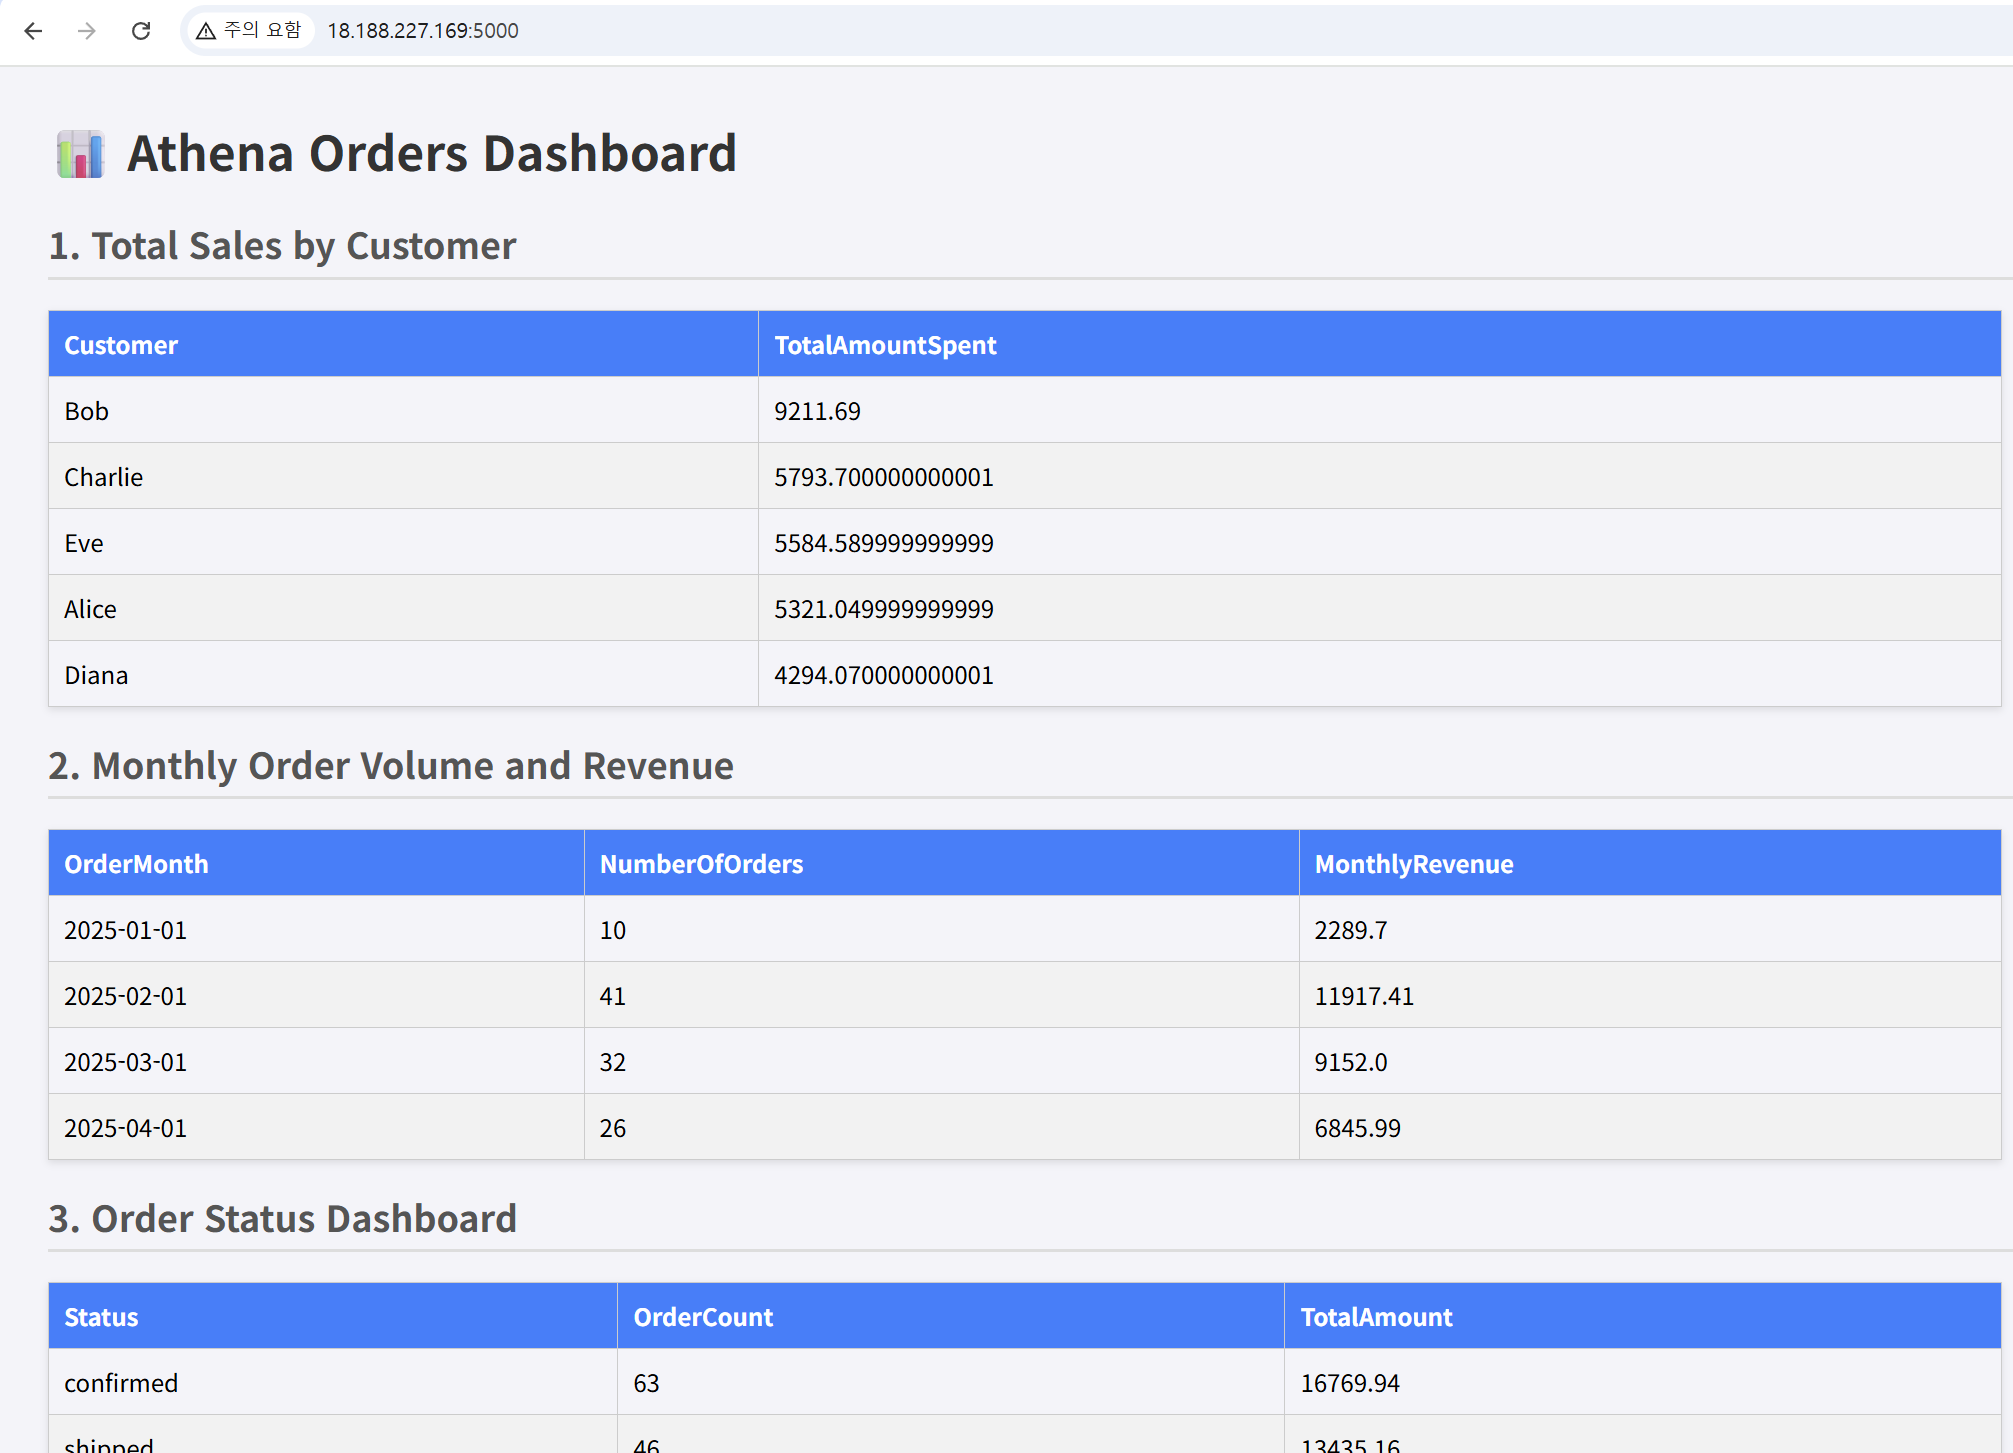 주의 요함 18.188.227.169:5000
Athena Orders Dashboard
1. Total Sales by Customer
Customer TotalAmountSpent
Bob 9211.69
Charlie 5793.700000000001
Eve 5584.589999999999
Alice 5321.049999999999
Diana 4294.070000000001
2. Monthly Order Volume and Revenue
OrderMonth NumberOfOrders MonthlyRevenue
2025-01-01 10 2289.7
2025-02-01 41 11917.41
2025-03-01 32 9152.0
2025-04-01 26 6845.99
3. Order Status Dashboard
Status OrderCount TotalAmount
confirmed 63 16769.94
shipped 46 13435.16